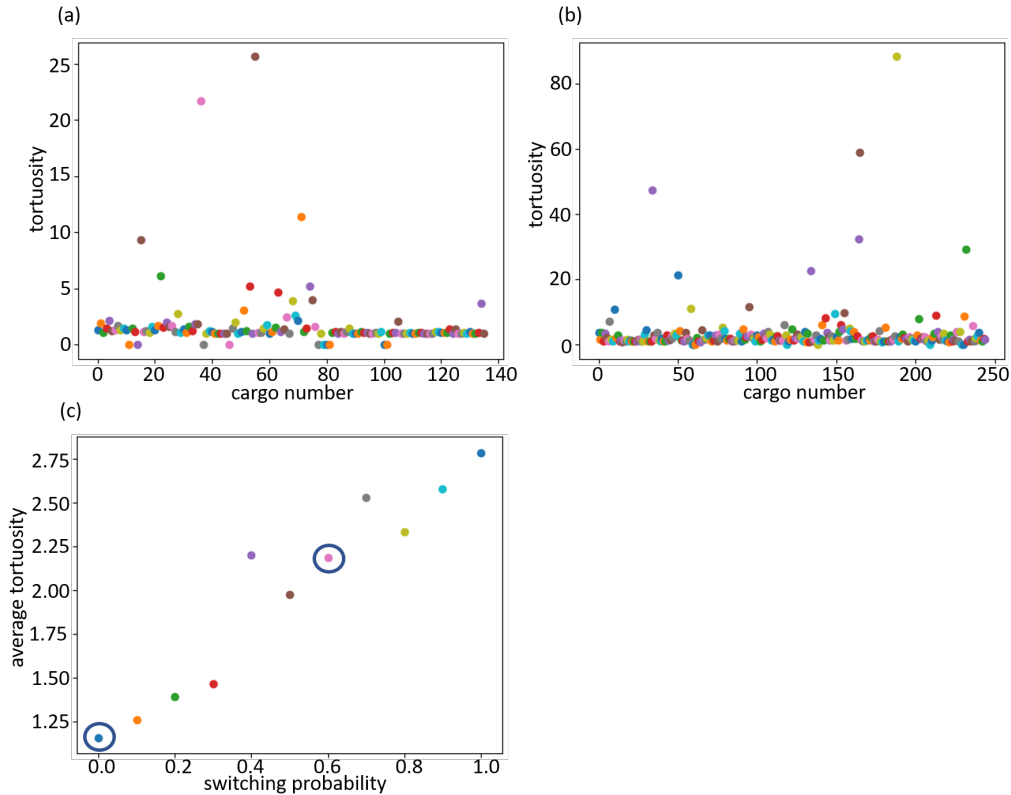 (a)
25
20
15
10
5
0
tortuosity
0 20 40 60 80 100 120 140
cargo number
(b)
80
60
40
20
0
tortuosity
0 50 100 150 200 250
cargo number
(c)
2.75
2.50
2.25
2.00
1.75
1.50
1.25
average tortuosity
0.0 0.2 0.4 0.6 0.8 1.0
switching probability